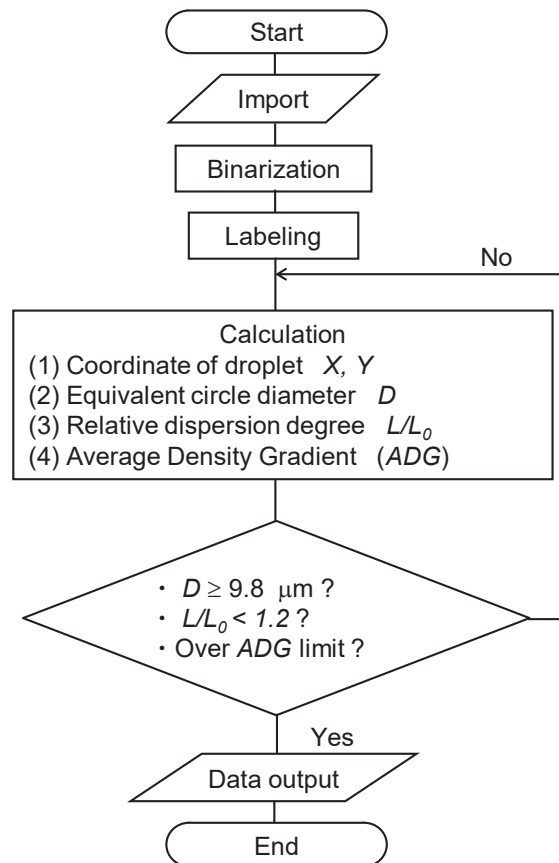 Start
Import
Binarization
Labeling
No
Calculation
(1) Coordinate of droplet X, Y
(2) Equivalent circle diameter D
(3) Relative dispersion degree L/L₀
(4) Average Density Gradient (ADG)
・ D ≥ 9.8 μm ?
・ L/L₀ < 1.2 ?
・ Over ADG limit ?
Yes
Data output
End